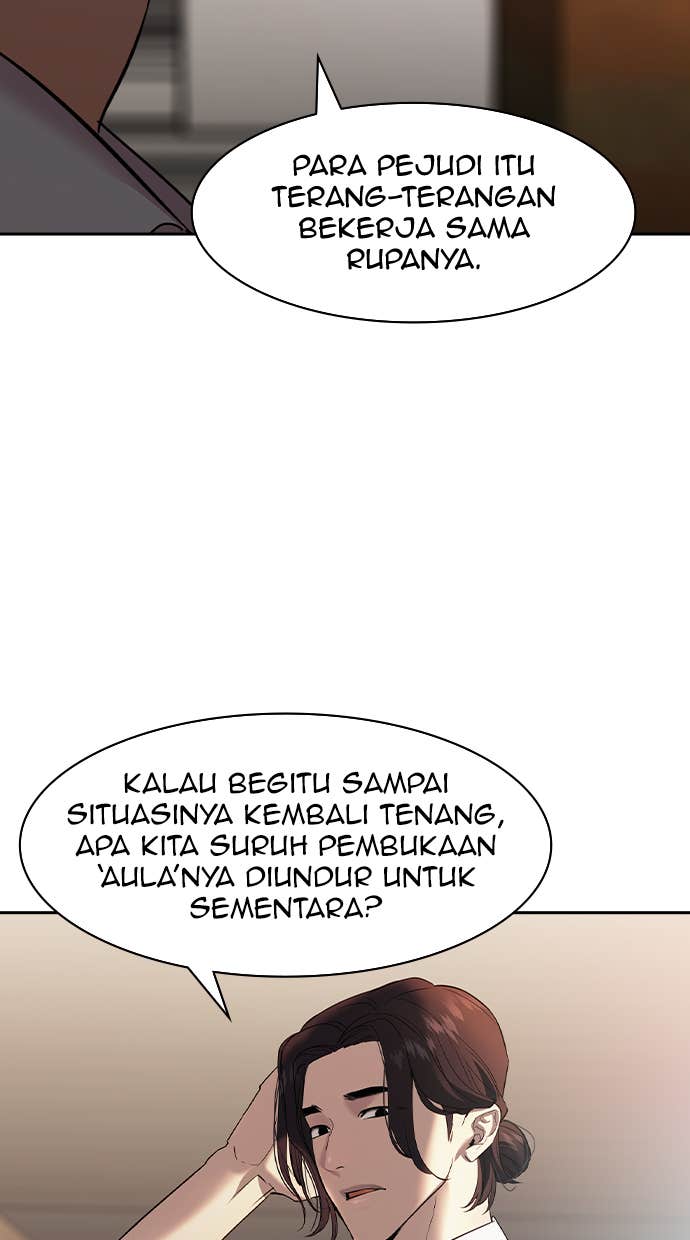 PARA PEJUDI ITU
TERANG-TERANGAN
BEKERJA SAMA
RUPANYA.
KALAU BEGITU SAMPAI
SITUASINYA KEMBALI TENANG,
APA KITA SURUH PEMBUKAAN
'AULA'NYA DIUNDUR UNTUK
SEMENTARA?